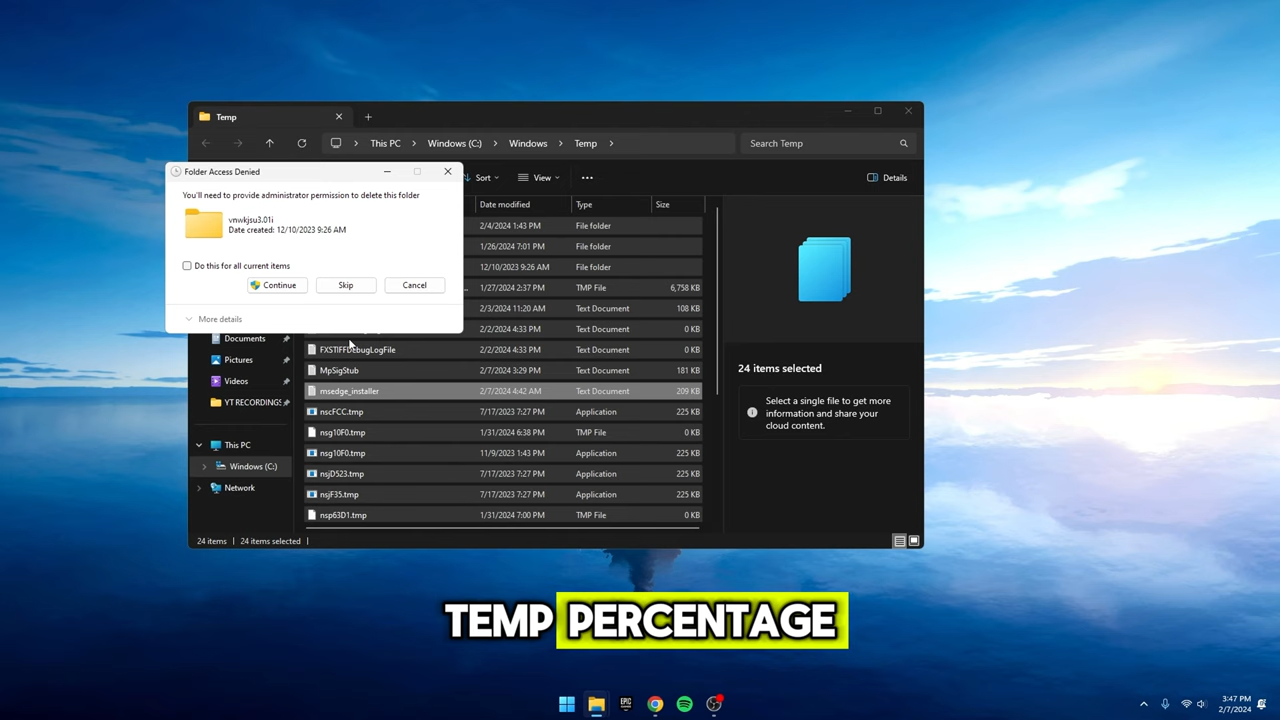 Temp
This PC
Windows (C:)
Windows
Temp
Search Temp
Folder Access Denied
You'll need to provide administrator permission to delete this folder
vnwkjsu3.01i
Date created: 12/10/2023 9:26 AM
Do this for all current items
Continue
Skip
Cancel
More details
Sort
View
Details
Date modified
Type
Size
2/4/2024 1:43 PM File folder
1/26/2024 7:01 PM File folder
12/10/2023 9:26 AM File folder
1/27/2024 2:37 PM TMP File 6,758 KB
2/3/2024 11:20 AM Text Document 108 KB
2/2/2024 4:33 PM Text Document 0 KB
FXSTIFFDebugLogFile 2/2/2024 4:33 PM Text Document 0 KB
MpSigStub 2/7/2024 3:29 PM Text Document 181 KB
msedge_installer 2/7/2024 4:42 AM Text Document 209 KB
nscFCC.tmp 7/17/2023 7:27 PM Application 225 KB
nsg10F0.tmp 1/31/2024 6:38 PM TMP File 0 KB
nsg10F0.tmp 11/9/2023 1:43 PM Application 225 KB
nsjD523.tmp 7/17/2023 7:27 PM Application 225 KB
nsjF35.tmp 7/17/2023 7:27 PM Application 225 KB
nsp63D1.tmp 1/31/2024 7:00 PM TMP File 0 KB
Documents
Pictures
Videos
YT RECORDINGS
This PC
Windows (C:)
Network
24 items selected
Select a single file to get more
information and share your
cloud content.
24 items
24 items selected
TEMP PERCENTAGE
EPIC
3:47 PM
2/7/2024